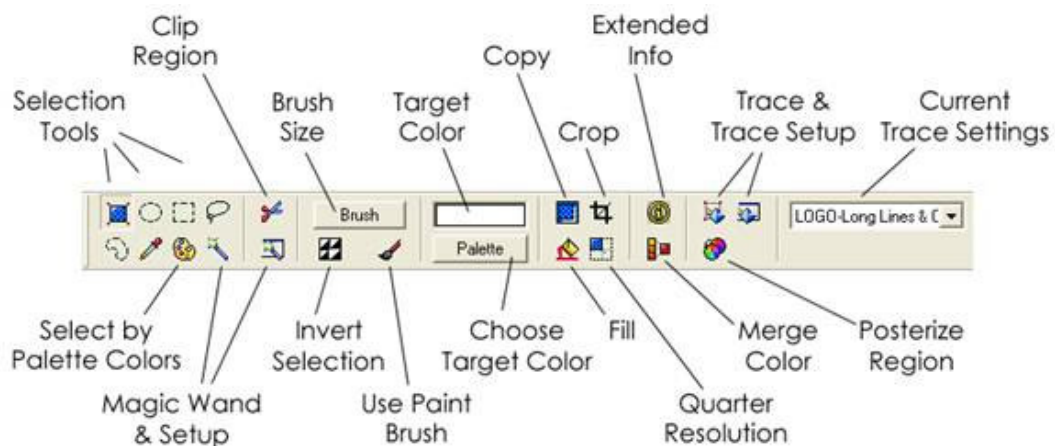 Clip
Region
Extended
Info
Copy
Selection
Tools
Brush
Size
Target
Color
Crop
Trace &
Trace Setup
Current
Trace Settings
Brush
LOGO-Long Lines & C
Palette
Select by
Palette Colors
Invert
Selection
Choose
Target Color
Fill
Merge
Color
Posterize
Region
Magic Wand
& Setup
Use Paint
Brush
Quarter
Resolution